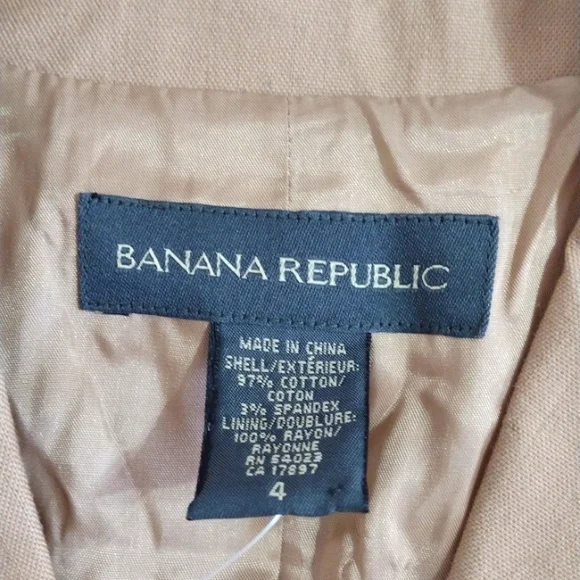 BANANA REPUBLIC
MADE IN CHINA
SHELL/EXTÉRIEUR:
97% COTTON/
COTON
3% SPANDEX
LINING/DOUBLURE:
100% RAYON/
RAYONNE
RN 54023
CA 17897
4